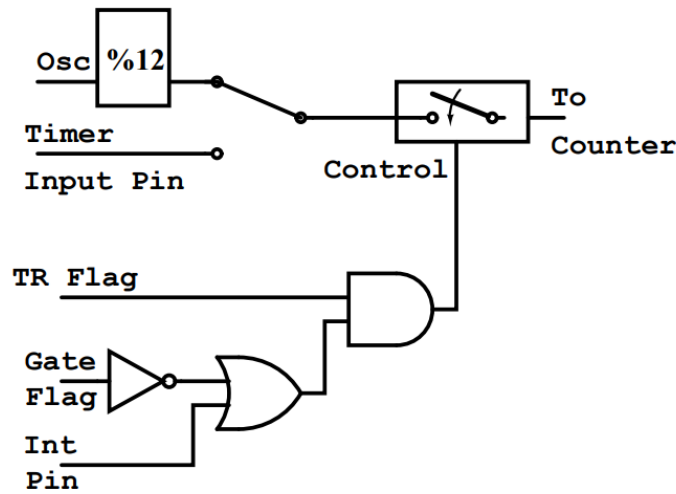 Osc
%12
Timer
Input Pin
To
Counter
Control
TR Flag
Gate
Flag
Int
Pin